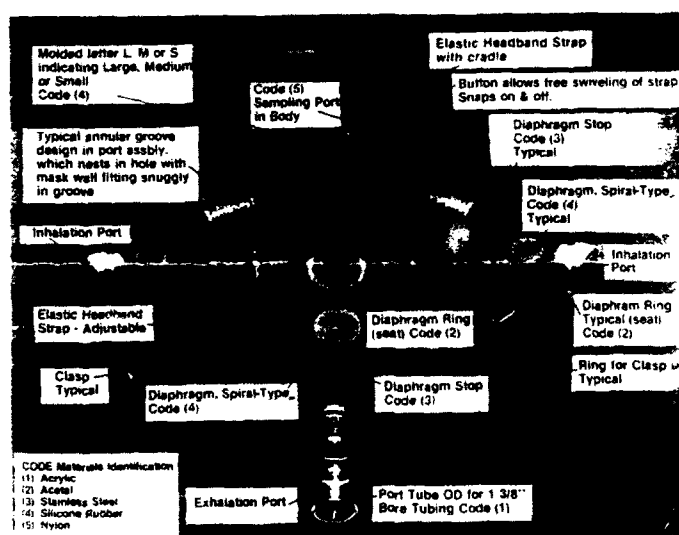 Molded letter L, M or S
indicating Large, Medium
or Small
Code (4)
Code (5)
Sampling Port
in Body
Elastic Headband Strap
with cradle
Button allows free swiveling of strap
Snaps on & off.
Typical annular groove
design in port assbly.
which nests in hole with
mask wall fitting snuggly
in groove
Diaphragm Stop
Code (3)
Typical
Diaphragm, Spiral-Type
Code (4)
Typical
Inhalation Port
Inhalation
Port
Elastic Headband
Strap - Adjustable
Diaphragm Ring
(seat) Code (2)
Diaphram Ring
Typical (seat)
Code (2)
Clasp
Typical
Diaphragm, Spiral-Type
Code (4)
Diaphragm Stop
Code (3)
Ring for Clasp
Typical
CODE Materials Identification
(1) Acrylic
(2) Acetal
(3) Stainless Steel
(4) Silicone Rubber
(5) Nylon
Exhalation Port
Port Tube OD for 1 3/8"
Bore Tubing Code (1)